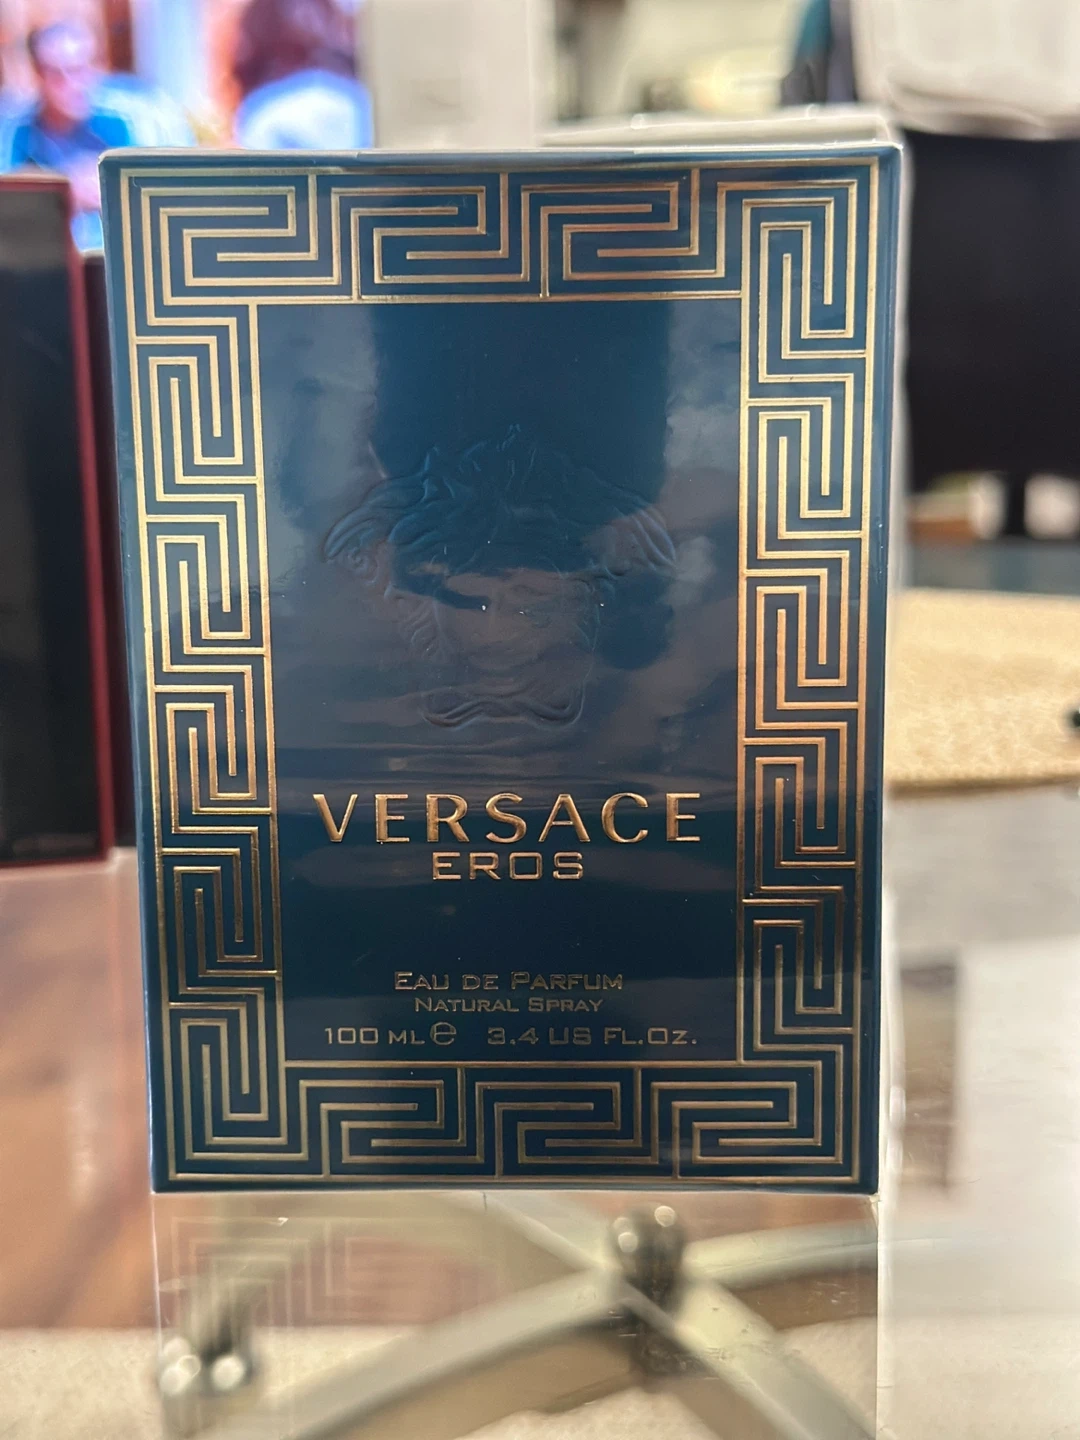 VERSACE
EROS
EAU DE PARFUM
NATURAL SPRAY
100 ML ℮ 3.4 US FL.OZ.